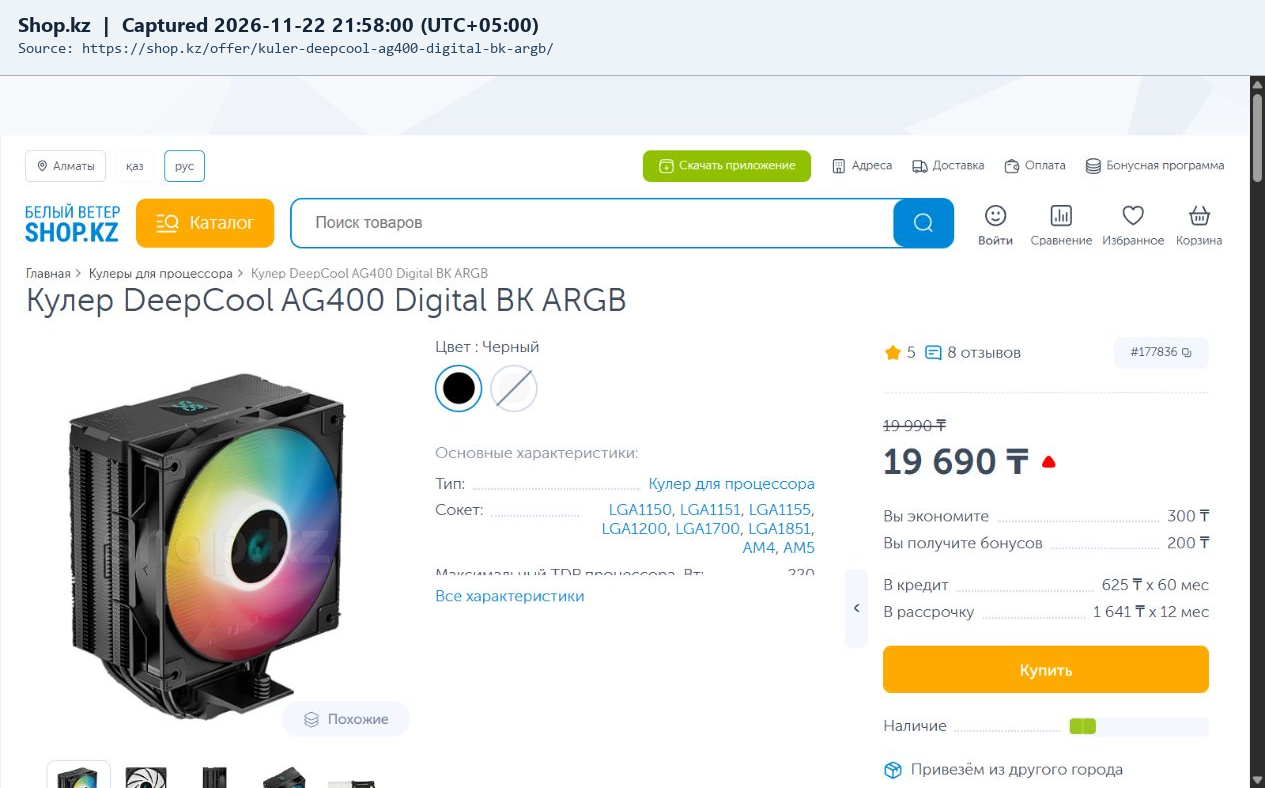 Shop.kz | Captured 2026-11-22 21:58:00 (UTC+05:00)
Source: https://shop.kz/offer/kuler-deepcool-ag400-digital-bk-argb/
Алматы
қаз
рус
Скачать приложение
Адреса
Доставка
Оплата
Бонусная программа
БЕЛЫЙ ВЕТЕР
SHOP.KZ
Каталог
Поиск товаров
Войти
Сравнение
Избранное
Корзина
Главная > Кулеры для процессора > Кулер DeepCool AG400 Digital BK ARGB
Кулер DeepCool AG400 Digital BK ARGB
Цвет : Черный
Основные характеристики:
Тип: Кулер для процессора
Сокет: LGA1150, LGA1151, LGA1155,
LGA1200, LGA1700, LGA1851,
AM4, AM5
Максимальный TDP процессора, Вт: 220
Все характеристики
Похожие
5 8 отзывов
#177836
19 990 ₸
19 690 ₸
Вы экономите 300 ₸
Вы получите бонусов 200 ₸
В кредит 625 ₸ x 60 мес
В рассрочку 1 641 ₸ x 12 мес
Купить
Наличие
Привезём из другого города